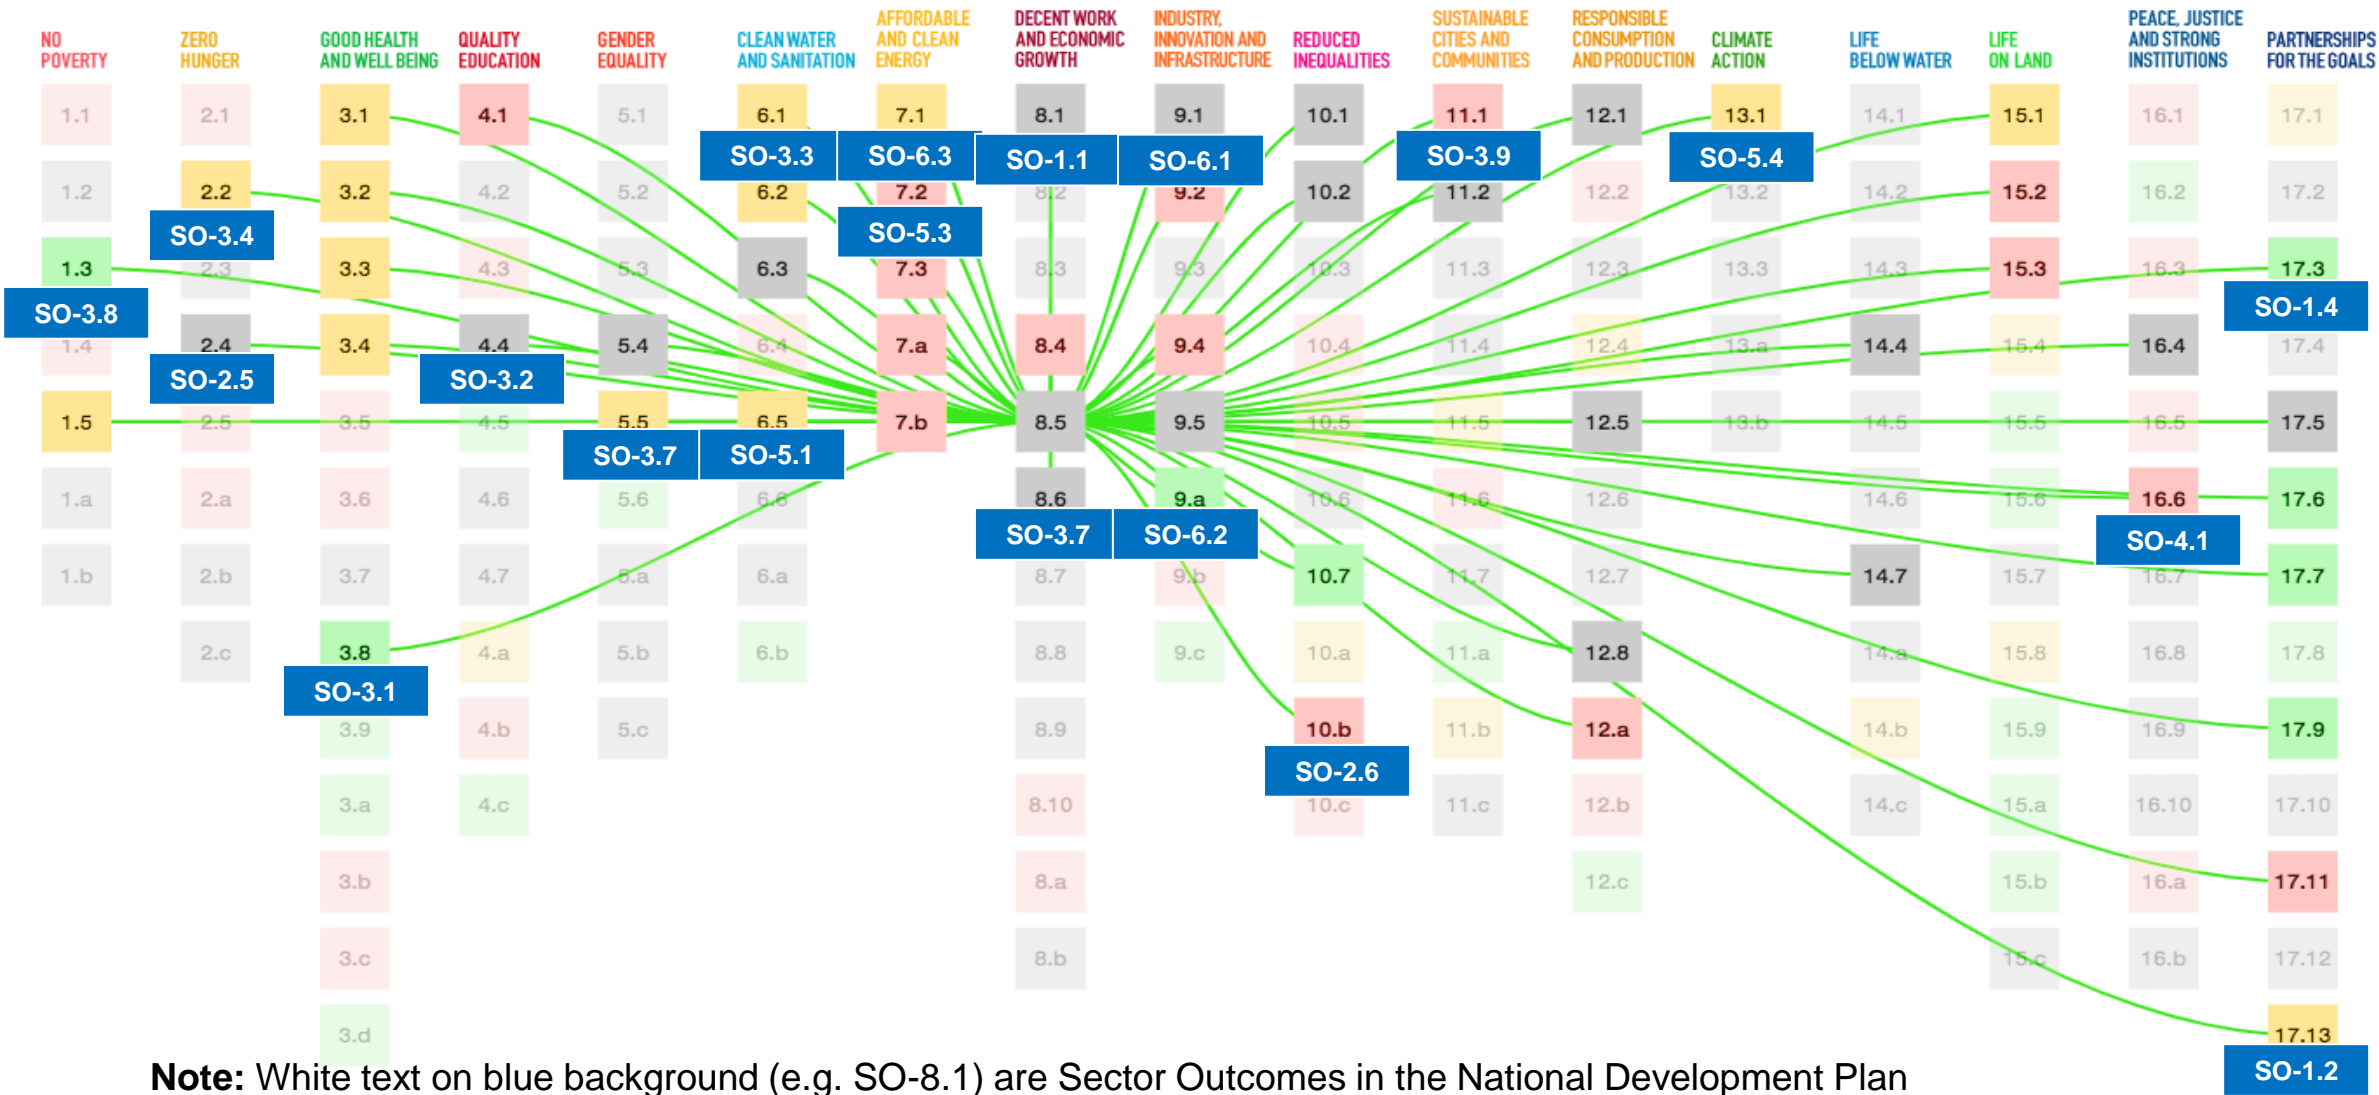 NO POVERTY
ZERO HUNGER
GOOD HEALTH AND WELL BEING
QUALITY EDUCATION
GENDER EQUALITY
CLEAN WATER AND SANITATION
AFFORDABLE AND CLEAN ENERGY
DECENT WORK AND ECONOMIC GROWTH
INDUSTRY, INNOVATION AND INFRASTRUCTURE
REDUCED INEQUALITIES
SUSTAINABLE CITIES AND COMMUNITIES
RESPONSIBLE CONSUMPTION AND PRODUCTION
CLIMATE ACTION
LIFE BELOW WATER
LIFE ON LAND
PEACE, JUSTICE AND STRONG INSTITUTIONS
PARTNERSHIPS FOR THE GOALS
1.1 2.1 3.1 4.1 5.1 6.1 7.1 8.1 9.1 10.1 11.1 12.1 13.1 14.1 15.1 16.1 17.1
SO-3.3 SO-6.3 SO-1.1 SO-6.1 SO-3.9 SO-5.4
1.2 2.2 3.2 4.2 5.2 6.2 7.2 8.2 9.2 10.2 11.2 12.2 13.2 14.2 15.2 16.2 17.2
SO-3.4 SO-5.3
1.3 2.3 3.3 4.3 5.3 6.3 7.3 8.3 9.3 10.3 11.3 12.3 13.3 14.3 15.3 16.3 17.3
SO-3.8 SO-1.4
1.4 2.4 3.4 4.4 5.4 6.4 7.a 8.4 9.4 10.4 11.4 12.4 13.a 14.4 15.4 16.4 17.4
SO-2.5 SO-3.2
1.5 2.5 3.5 4.5 5.5 6.5 7.b 8.5 9.5 10.5 11.5 12.5 13.b 14.5 15.5 16.5 17.5
SO-3.7 SO-5.1
1.a 2.a 3.6 4.6 5.6 6.6 8.6 9.a 10.6 11.6 12.6 14.6 15.6 16.6 17.6
SO-3.7 SO-6.2 SO-4.1
1.b 2.b 3.7 4.7 5.a 6.a 8.7 9.b 10.7 11.7 12.7 14.7 15.7 16.7 17.7
2.c 3.8 4.a 5.b 6.b 8.8 9.c 10.a 11.a 12.8 14.a 15.8 16.8 17.8
SO-3.1
3.9 4.b 5.c 8.9 10.b 11.b 12.a 14.b 15.9 16.9 17.9
SO-2.6
3.a 4.c 8.10 10.c 11.c 12.b 14.c 15.a 16.10 17.10
3.b 8.a 12.c 15.b 16.a 17.11
3.c 8.b 15.c 16.b 17.12
3.d 17.13
SO-1.2
Note: White text on blue background (e.g. SO-8.1) are Sector Outcomes in the National Development Plan